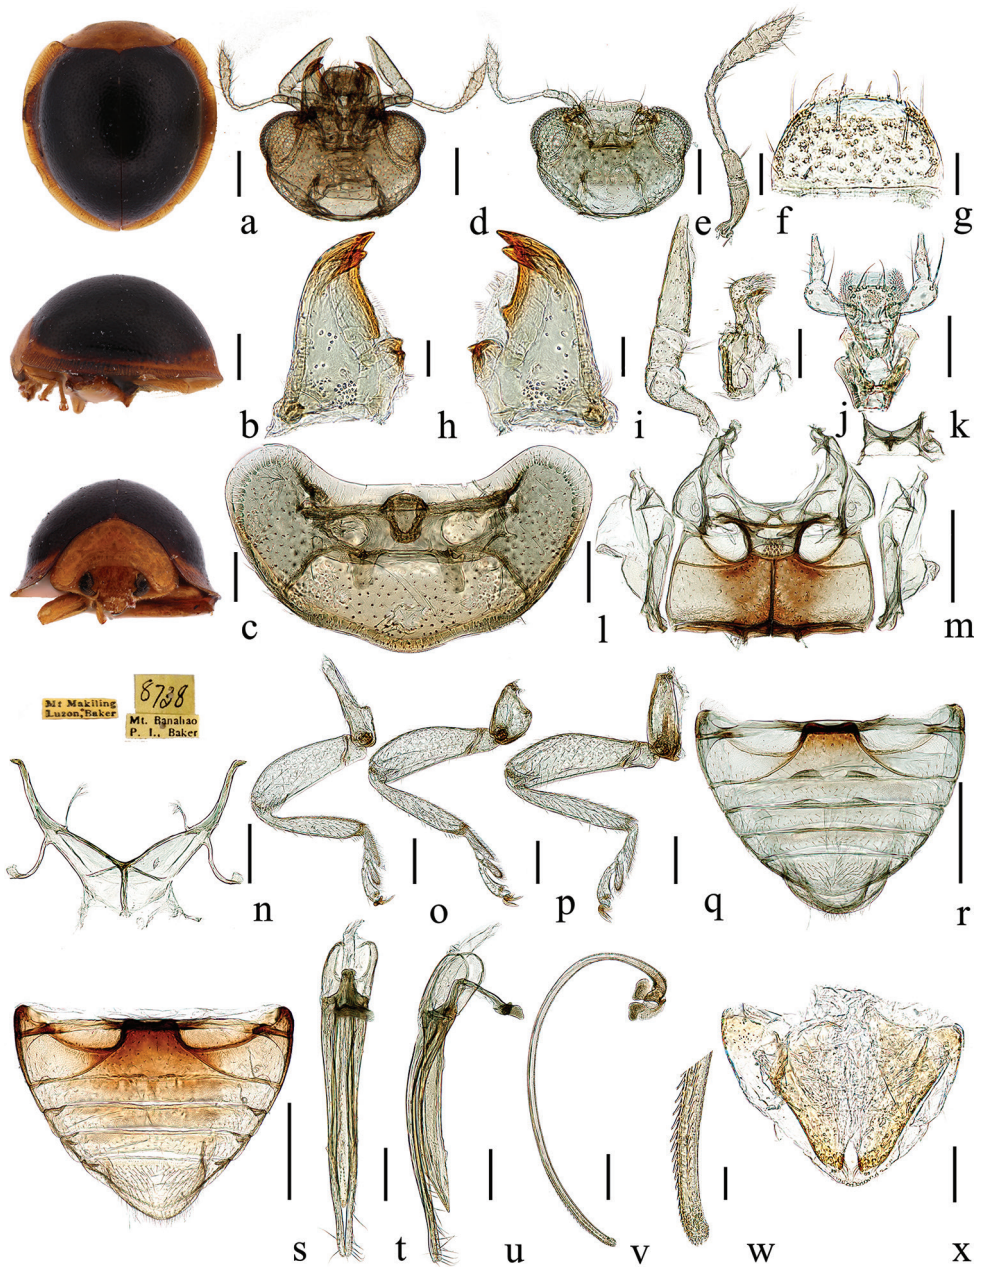 a
d
e
f
g
b
h
i
j
k
c
l
m
Mt Makiling
Luzon, Baker
8738
Mt. Banahao
P. I., Baker
n
o
p
q
r
s
t
u
v
w
x